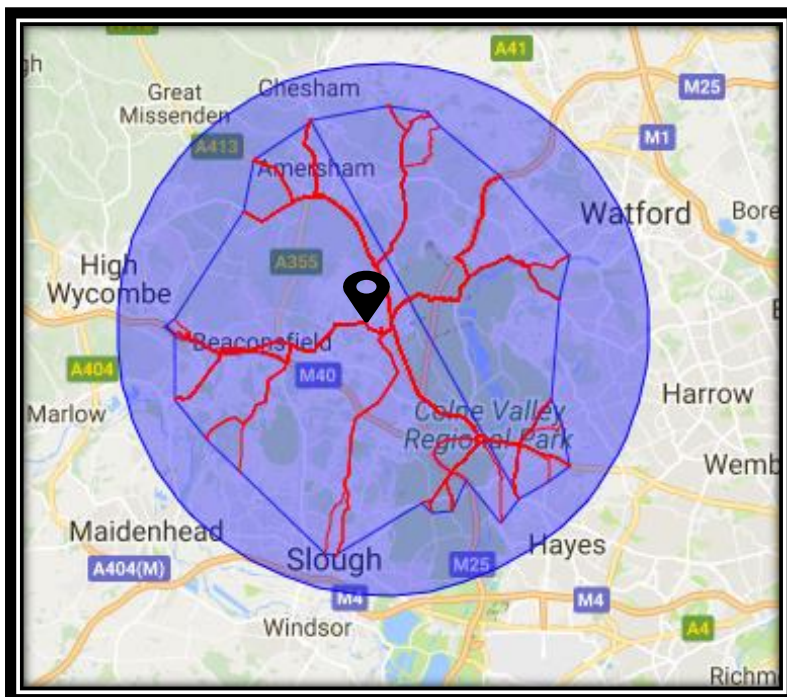 A41
gh
Chesham
Great
Missenden
M25
A413
M1
Amersham
Watford
Bore
A355
High
Wycombe
Beaconsfield
A404
M40
Marlow
Harrow
Colne Valley
Regional Park
Wemb
Maidenhead
Slough
Hayes
A404(M)
M25
M4
M4
Windsor
A4
Richm